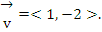 →
v =< 1, −2 >.